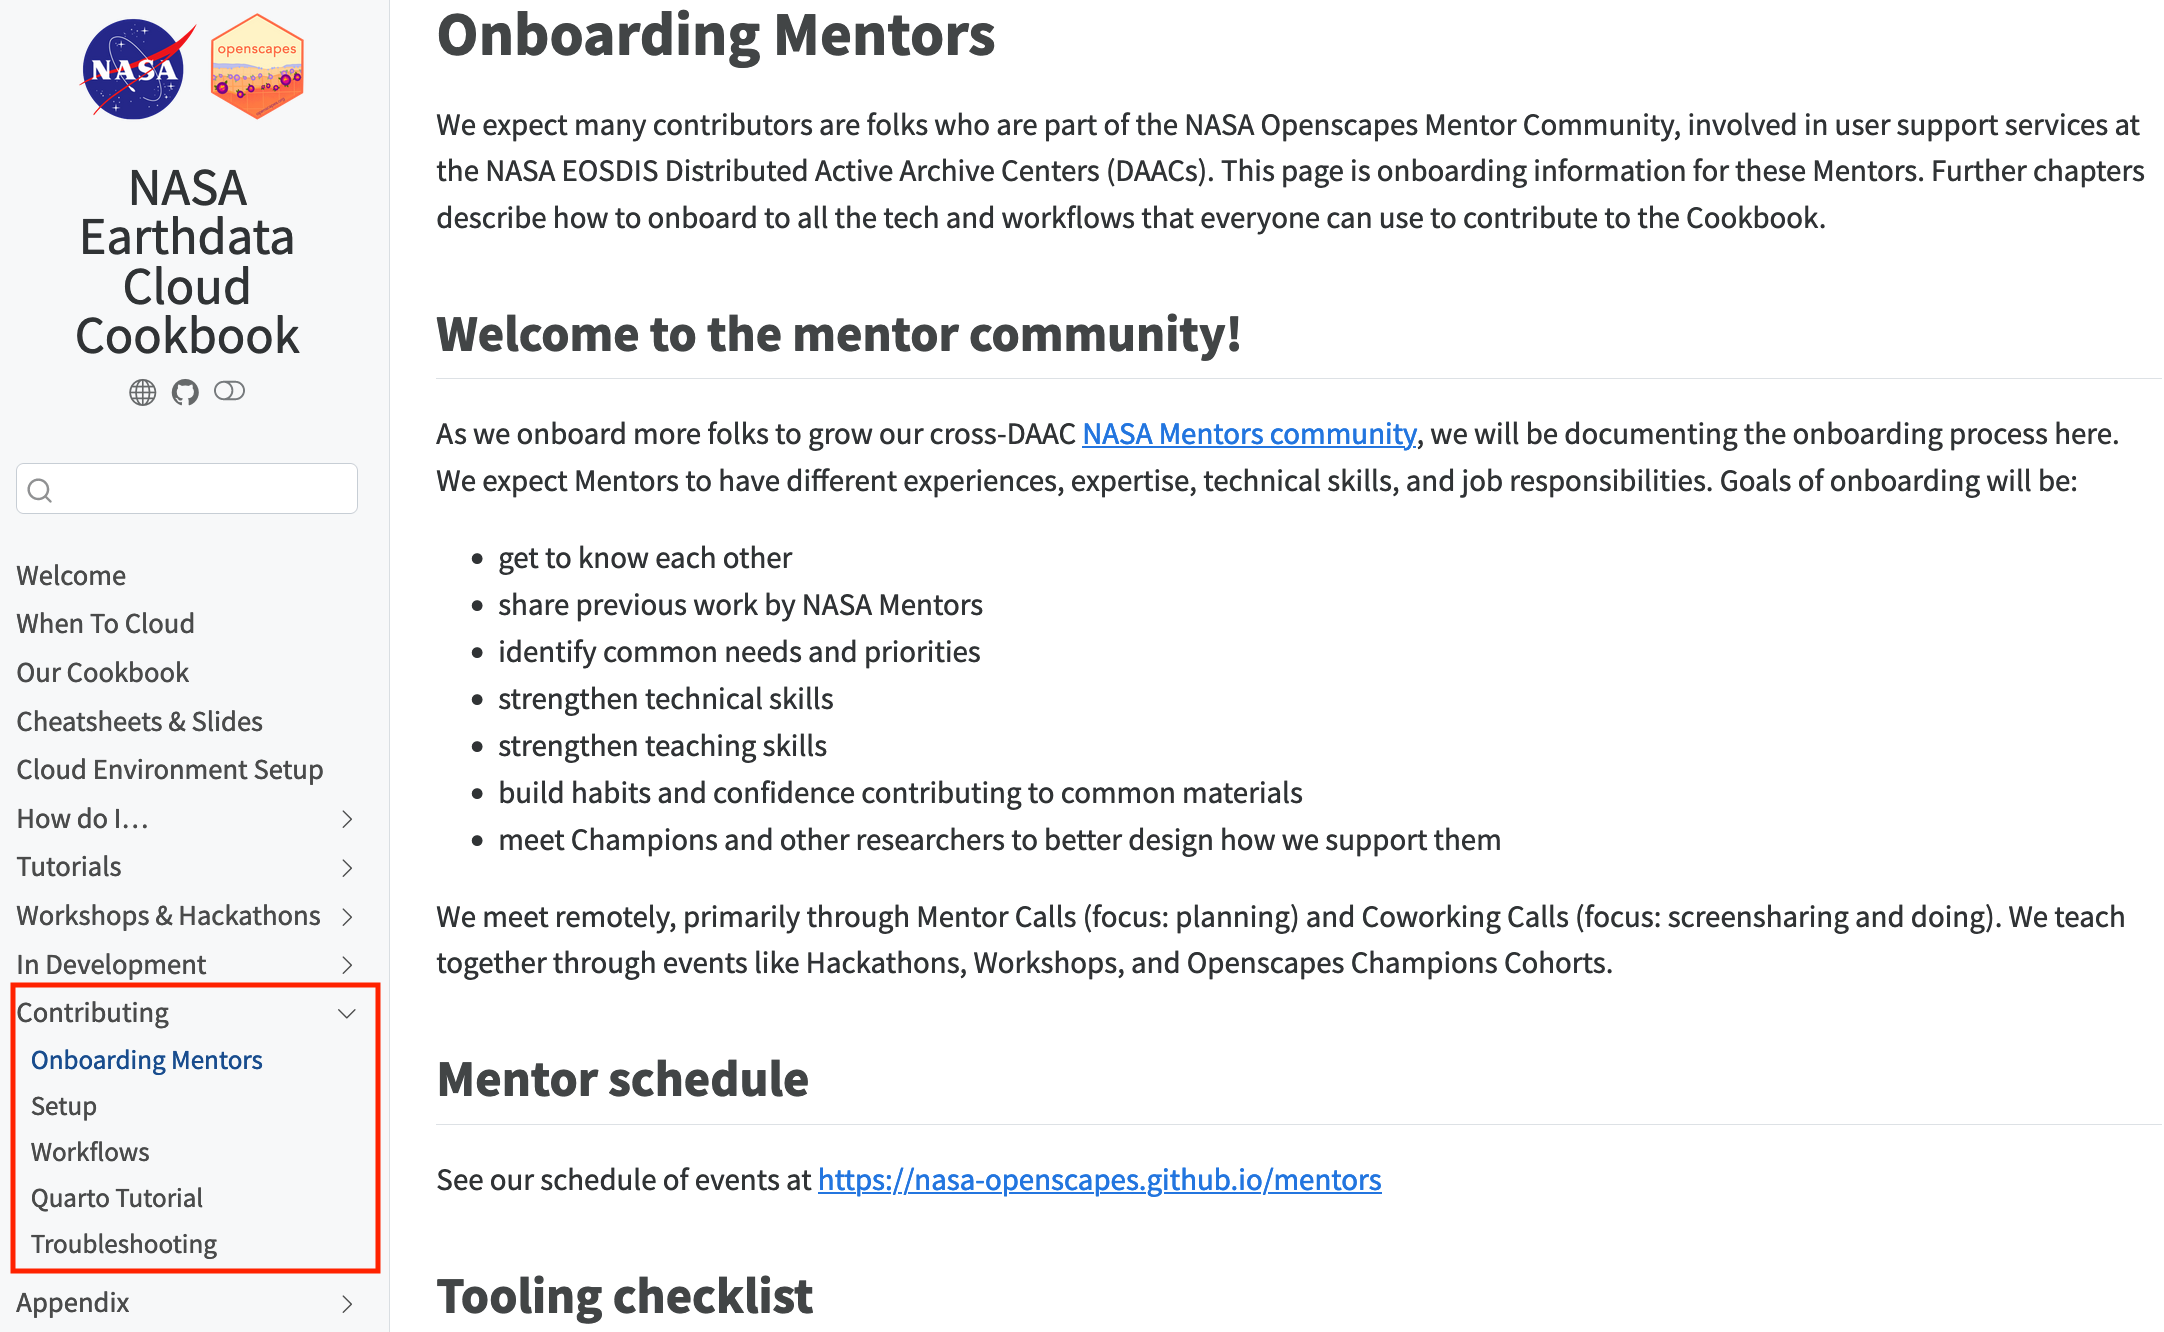 NASA
openscapes
NASA
Earthdata
Cloud
Cookbook
Welcome
When To Cloud
Our Cookbook
Cheatsheets & Slides
Cloud Environment Setup
How do I…
Tutorials
Workshops & Hackathons
In Development
Contributing
Onboarding Mentors
Setup
Workflows
Quarto Tutorial
Troubleshooting
Appendix
Onboarding Mentors
We expect many contributors are folks who are part of the NASA Openscapes Mentor Community, involved in user support services at
the NASA EOSDIS Distributed Active Archive Centers (DAACs). This page is onboarding information for these Mentors. Further chapters
describe how to onboard to all the tech and workflows that everyone can use to contribute to the Cookbook.
Welcome to the mentor community!
As we onboard more folks to grow our cross-DAAC NASA Mentors community, we will be documenting the onboarding process here.
We expect Mentors to have different experiences, expertise, technical skills, and job responsibilities. Goals of onboarding will be:
• get to know each other
• share previous work by NASA Mentors
• identify common needs and priorities
• strengthen technical skills
• strengthen teaching skills
• build habits and confidence contributing to common materials
• meet Champions and other researchers to better design how we support them
We meet remotely, primarily through Mentor Calls (focus: planning) and Coworking Calls (focus: screensharing and doing). We teach
together through events like Hackathons, Workshops, and Openscapes Champions Cohorts.
Mentor schedule
See our schedule of events at https://nasa-openscapes.github.io/mentors
Tooling checklist